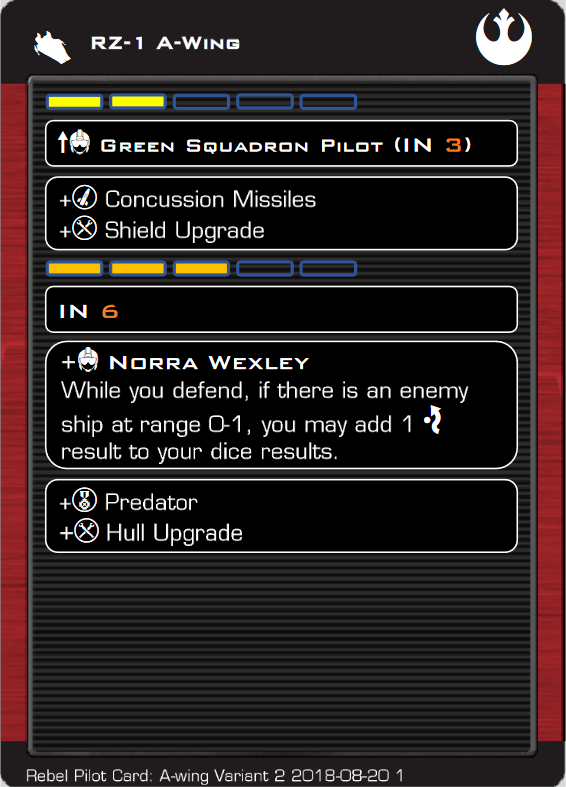 RZ-1 A-Wing
Green Squadron Pilot (IN 3)
+ Concussion Missiles
+ Shield Upgrade
IN 6
+ Norra Wexley
While you defend, if there is an enemy
ship at range 0-1, you may add 1
result to your dice results.
+ Predator
+ Hull Upgrade
Rebel Pilot Card: A-wing Variant 2 2018-08-20 1